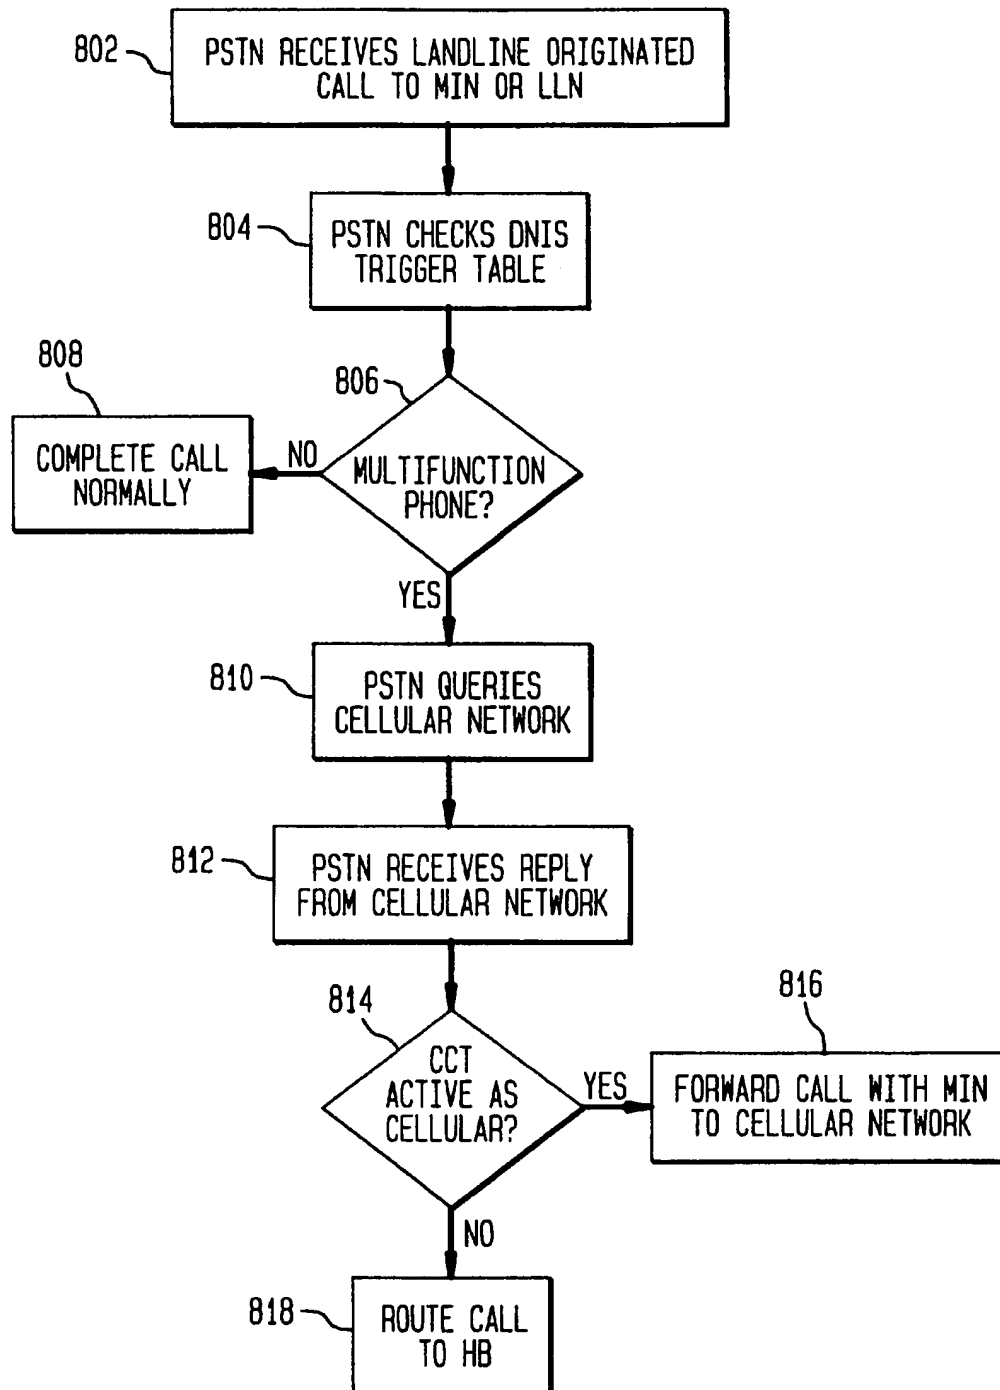 802
PSTN RECEIVES LANDLINE ORIGINATED
CALL TO MIN OR LLN
804
PSTN CHECKS DNIS
TRIGGER TABLE
808
806
COMPLETE CALL
NORMALLY
NO
MULTIFUNCTION
PHONE?
YES
810
PSTN QUERIES
CELLULAR NETWORK
812
PSTN RECEIVES REPLY
FROM CELLULAR NETWORK
814
CCT
ACTIVE AS
CELLULAR?
YES
816
FORWARD CALL WITH MIN
TO CELLULAR NETWORK
NO
818
ROUTE CALL
TO HB